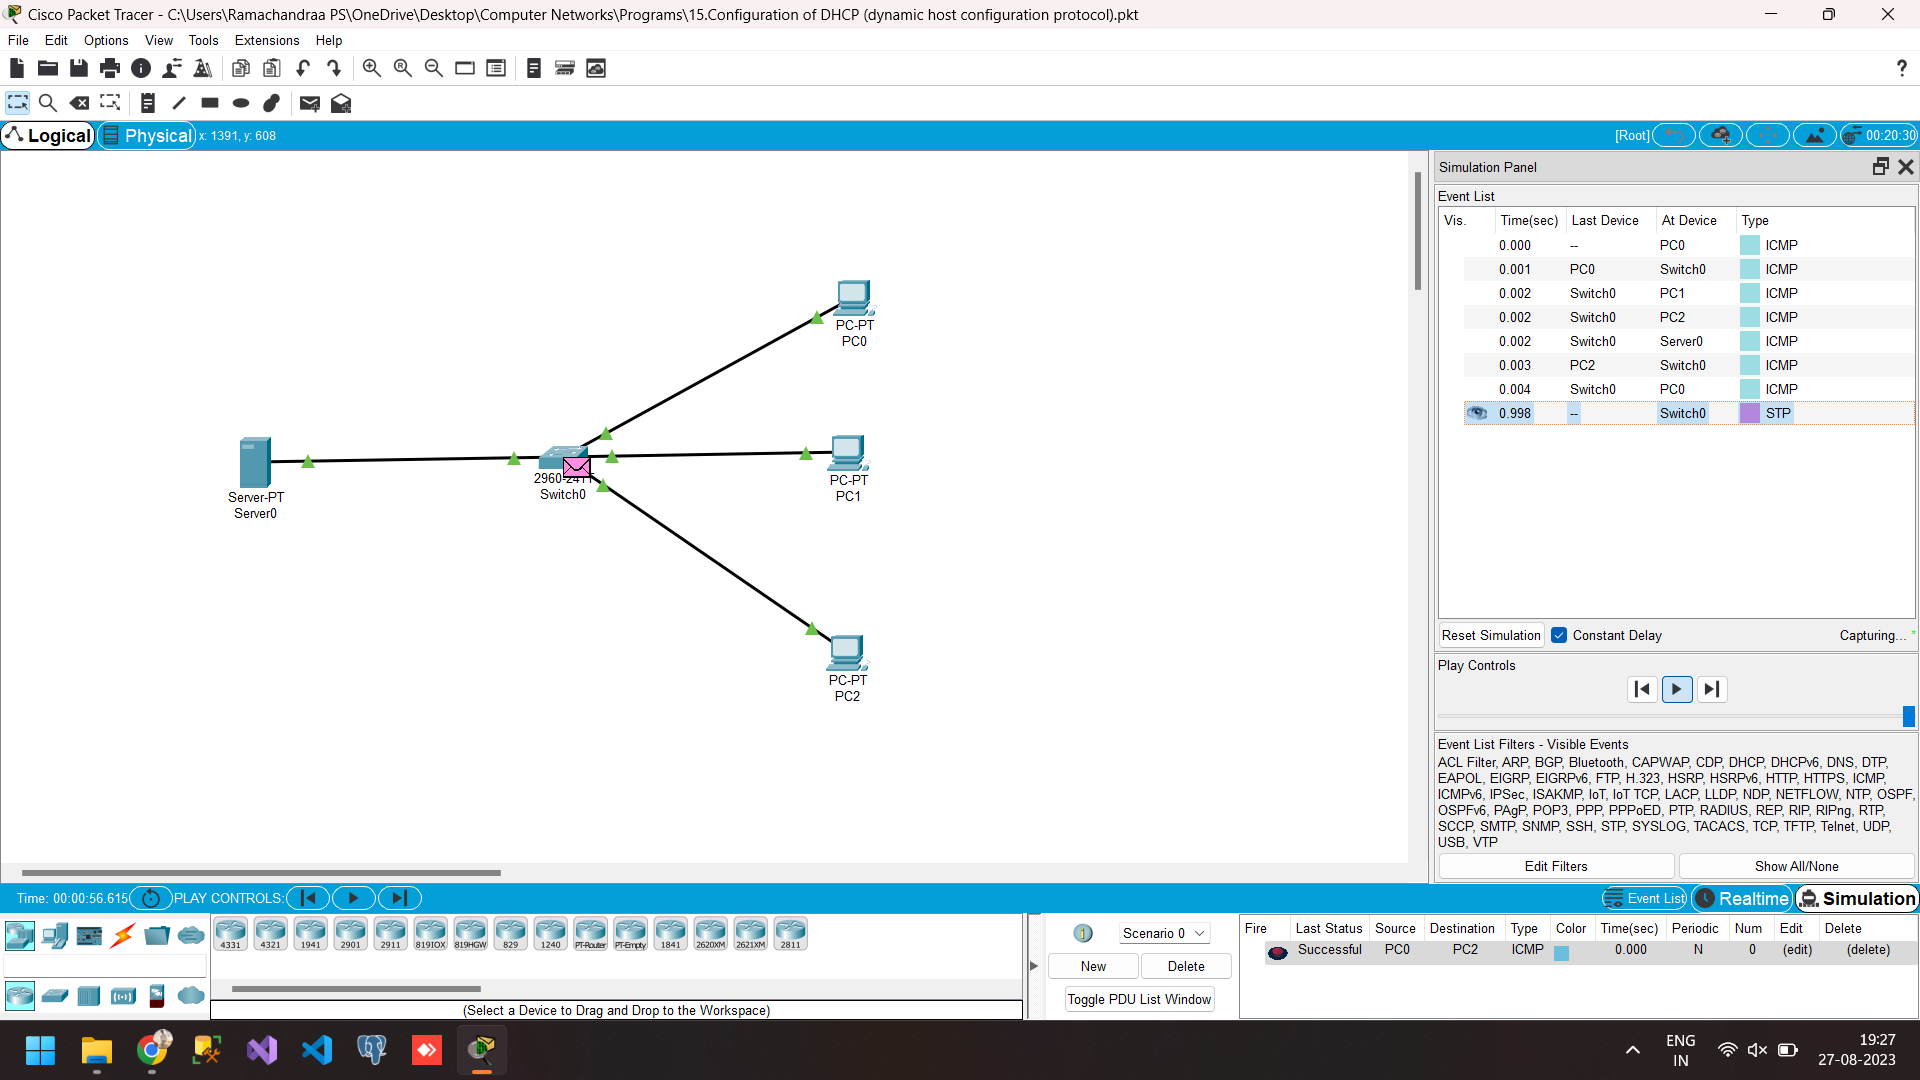 Cisco Packet Tracer - C:\Users\Ramachandraa PS\OneDrive\Desktop\Computer Networks\Programs\15.Configuration of DHCP (dynamic host configuration protocol).pkt
File Edit Options View Tools Extensions Help
Logical Physical x: 1391, y: 608 [Root] 00:20:30
PC-PT
PC0
Server-PT
Server0
2960-24TT
Switch0
PC-PT
PC1
PC-PT
PC2
Simulation Panel
Event List
Vis. Time(sec) Last Device At Device Type
0.000 -- PC0 ICMP
0.001 PC0 Switch0 ICMP
0.002 Switch0 PC1 ICMP
0.002 Switch0 PC2 ICMP
0.002 Switch0 Server0 ICMP
0.003 PC2 Switch0 ICMP
0.004 Switch0 PC0 ICMP
0.998 -- Switch0 STP
Reset Simulation Constant Delay Capturing... *
Play Controls
Event List Filters - Visible Events
ACL Filter, ARP, BGP, Bluetooth, CAPWAP, CDP, DHCP, DHCPv6, DNS, DTP,
EAPOL, EIGRP, EIGRPv6, FTP, H.323, HSRP, HSRPv6, HTTP, HTTPS, ICMP,
ICMPv6, IPSec, ISAKMP, IoT, IoT TCP, LACP, LLDP, NDP, NETFLOW, NTP, OSPF,
OSPFv6, PAgP, POP3, PPP, PPPoED, PTP, RADIUS, REP, RIP, RIPng, RTP,
SCCP, SMTP, SNMP, SSH, STP, SYSLOG, TACACS, TCP, TFTP, Telnet, UDP,
USB, VTP
Edit Filters Show All/None
Time: 00:00:56.615 PLAY CONTROLS: Event List Realtime Simulation
4331 4321 1941 2901 2911 819IOX 819HGW 829 1240 PT-Router PT-Empty 1841 2620XM 2621XM 2811
(Select a Device to Drag and Drop to the Workspace)
Scenario 0
New Delete
Toggle PDU List Window
Fire Last Status Source Destination Type Color Time(sec) Periodic Num Edit Delete
Successful PC0 PC2 ICMP 0.000 N 0 (edit) (delete)
ENG
IN
19:27
27-08-2023